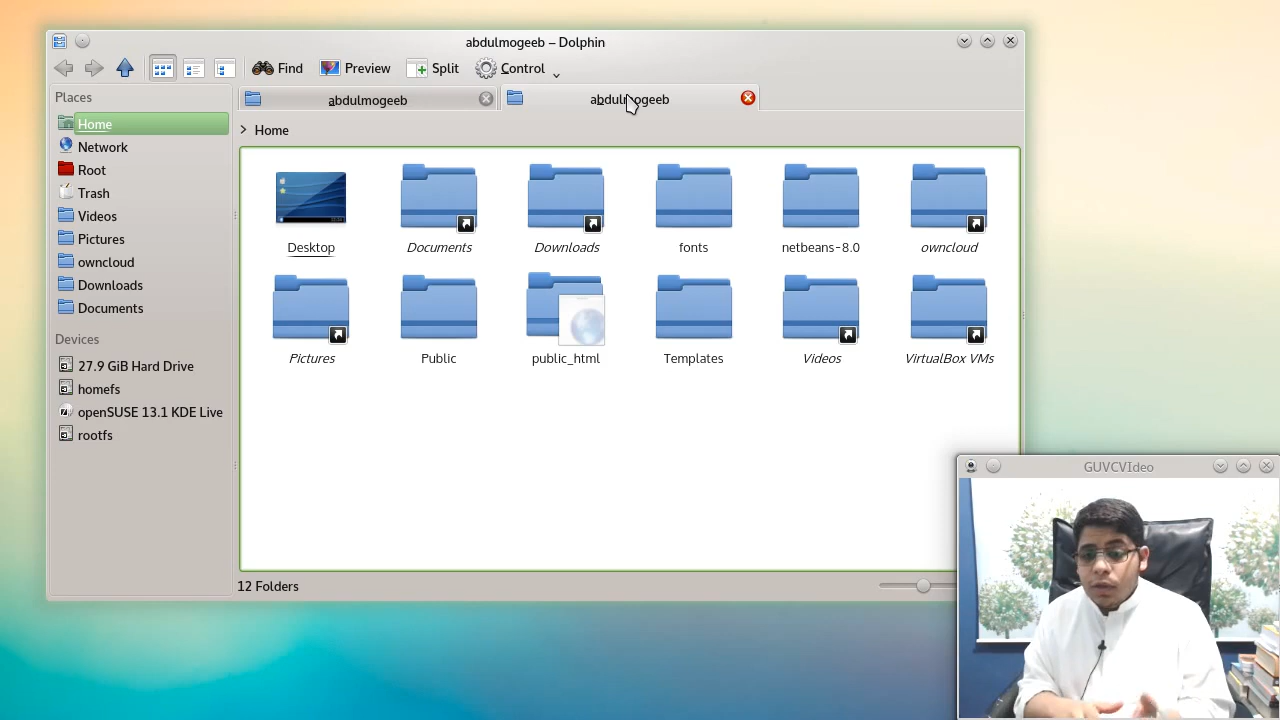 abdulmogeeb – Dolphin
Find Preview Split Control
Places
abdulmogeeb abdulmogeeb
Home
Home
Network
Root
Trash
Videos
Pictures
owncloud
Downloads
Documents
Devices
27.9 GiB Hard Drive
homefs
openSUSE 13.1 KDE Live
rootfs
Desktop Documents Downloads fonts netbeans-8.0 owncloud
Pictures Public public_html Templates Videos VirtualBox VMs
12 Folders
GUVCVIdeo